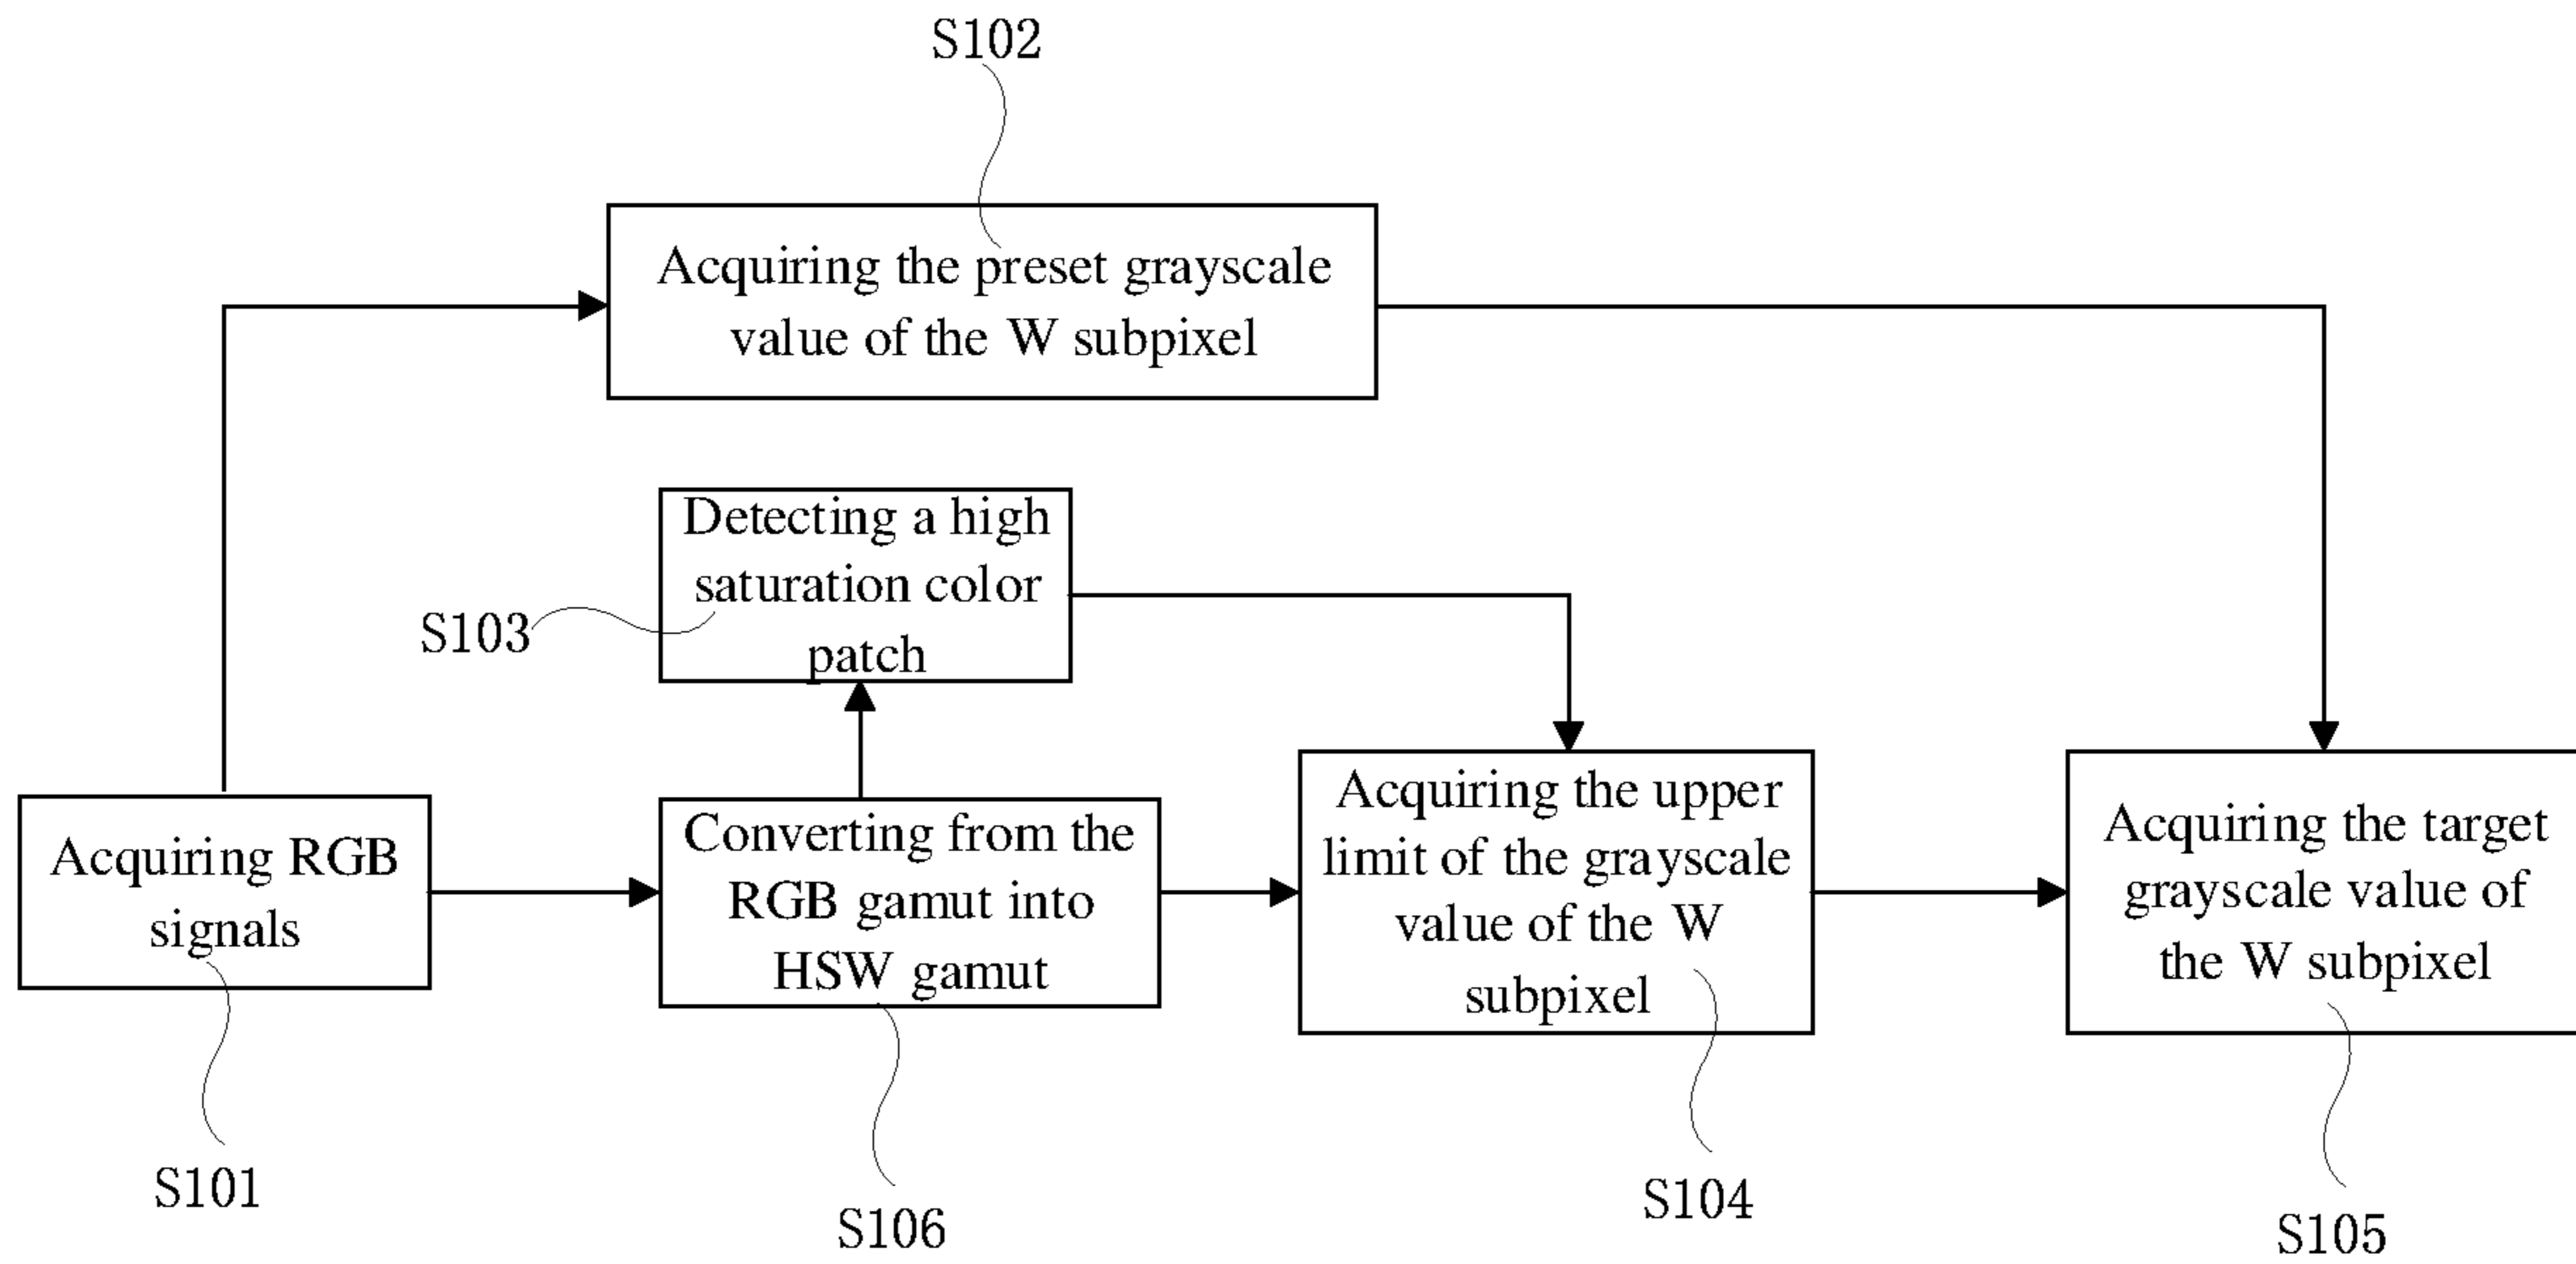 S102
Acquiring the preset grayscale
value of the W subpixel
Detecting a high
saturation color
patch
S103
Acquiring RGB
signals
S101
Converting from the
RGB gamut into
HSW gamut
S106
Acquiring the upper
limit of the grayscale
value of the W
subpixel
S104
Acquiring the target
grayscale value of
the W subpixel
S105